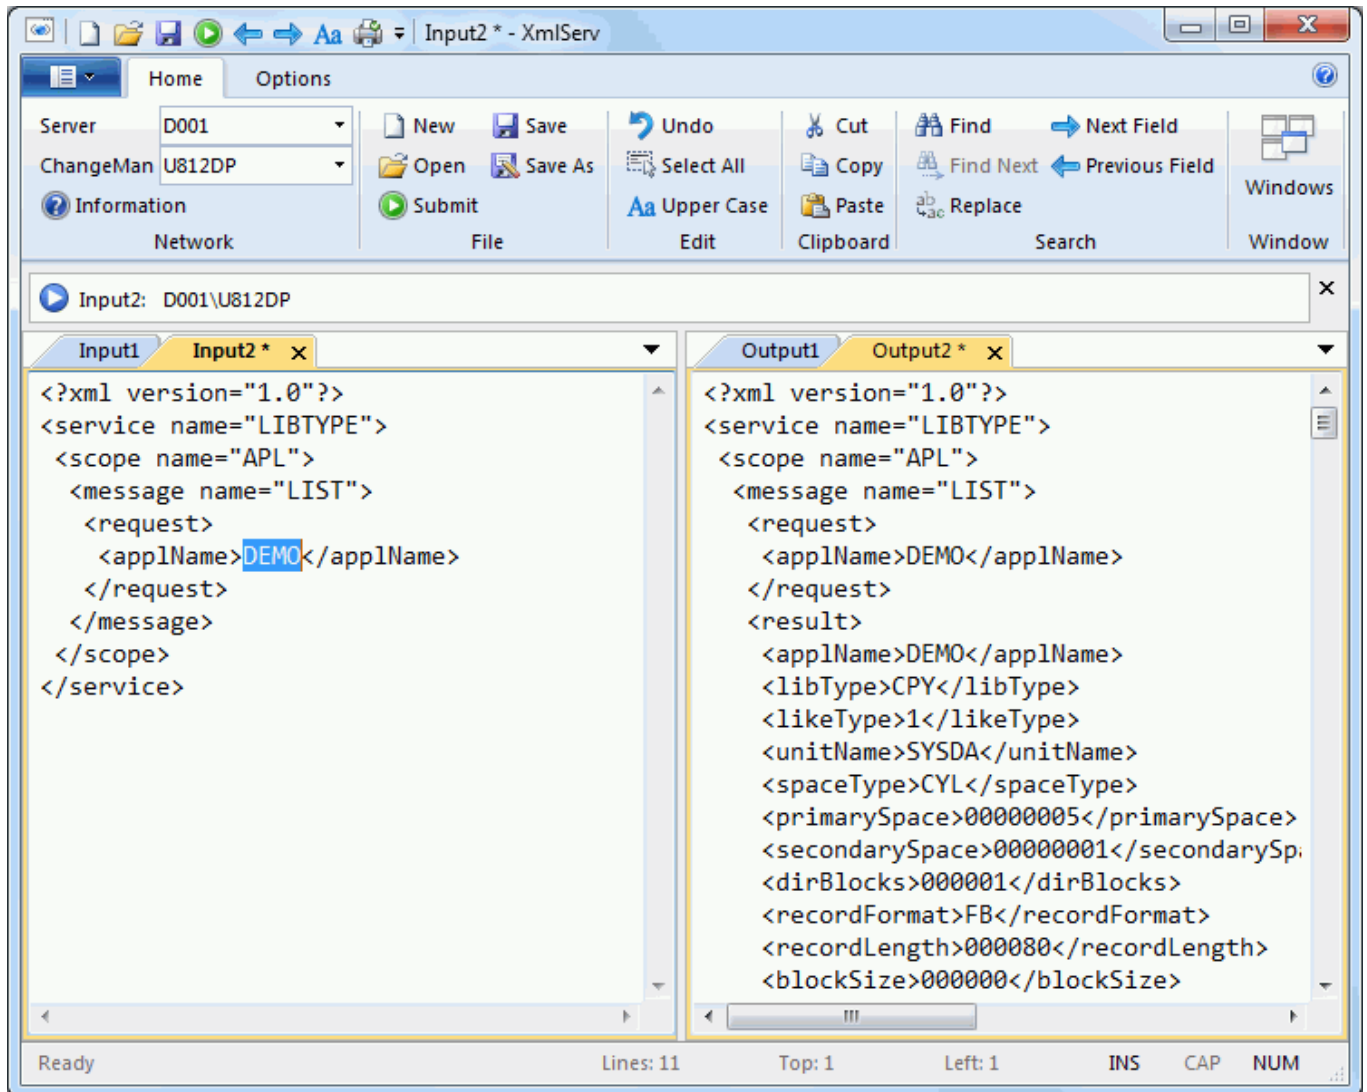 Input2 * - XmlServ
Home Options
Server D001
ChangeMan U812DP
Information
Network
New Save
Open Save As
Submit
File
Undo
Select All
Aa Upper Case
Edit
Cut
Copy
Paste
Clipboard
Find Next Field
Find Next Previous Field
Replace
Search
Windows
Window
Input2: D001\U812DP
Input1 Input2 *
<?xml version="1.0"?>
<service name="LIBTYPE">
<scope name="APL">
<message name="LIST">
<request>
<applName>DEMO</applName>
</request>
</message>
</scope>
</service>
Output1 Output2 *
<?xml version="1.0"?>
<service name="LIBTYPE">
<scope name="APL">
<message name="LIST">
<request>
<applName>DEMO</applName>
</request>
<result>
<applName>DEMO</applName>
<libType>CPY</libType>
<likeType>1</likeType>
<unitName>SYSDA</unitName>
<spaceType>CYL</spaceType>
<primarySpace>00000005</primarySpace>
<secondarySpace>00000001</secondarySpa
<dirBlocks>000001</dirBlocks>
<recordFormat>FB</recordFormat>
<recordLength>000080</recordLength>
<blockSize>000000</blockSize>
Ready Lines: 11 Top: 1 Left: 1 INS CAP NUM